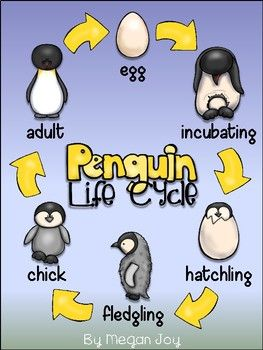 egg
adult
incubating
Penguin
Life Cycle
chick
hatchling
fledgling
By Megan Joy